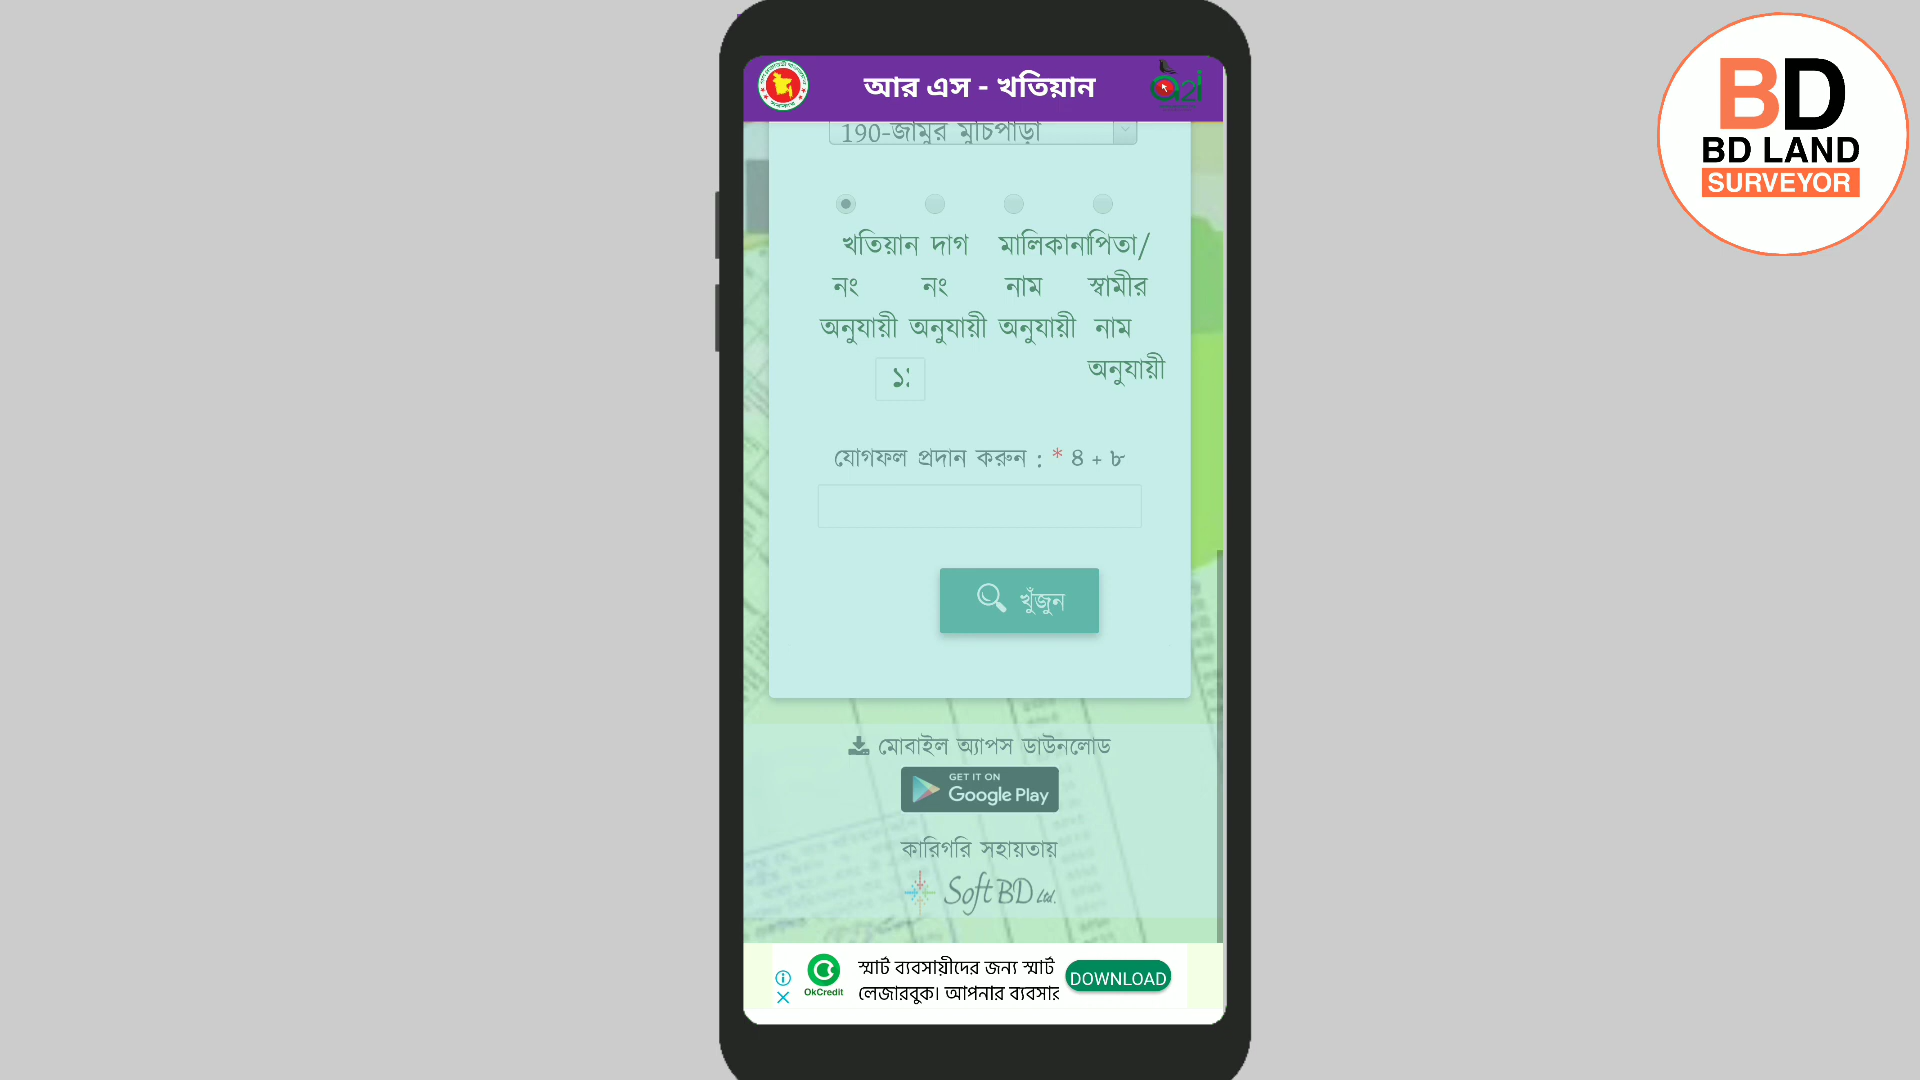 আর এস - খতিয়ান
a2i
BD
BD LAND
SURVEYOR
190-জামুর মুচিপাড়া
খতিয়ান দাগ মালিকানা পিতা/
নং নং নাম স্বামীর
অনুযায়ী অনুযায়ী অনুযায়ী নাম
অনুযায়ী
যোগফল প্রদান করুন : * ৪ + ৮
খুঁজুন
মোবাইল অ্যাপস ডাউনলোড
GET IT ON
Google Play
কারিগরি সহায়তায়
Soft BD Ltd.
স্মার্ট ব্যবসায়ীদের জন্য স্মার্ট
লেজারবুক। আপনার ব্যবসার
OkCredit
DOWNLOAD